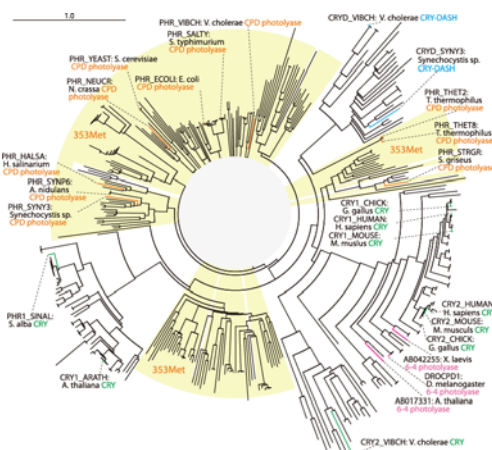 1.0
PHR_VIBCH: V. cholerae
CPD photolyase
CRYD_VIBCH: V. cholerae CRY-DASH
PHR_SALTY:
S. typhimurium
CPD photolyase
CRYD_SYNY3:
Synechocystis sp.
CRY-DASH
PHR_YEAST: S. cerevisiae
CPD photolyase
PHR_NEUCR:
N. crassa CPD
photolyase
PHR_ECOLI: E. coli
CPD photolyase
PHR_THET2:
T. thermophilus
CPD photolyase
PHR_THET8:
T. thermophilus
CPD photolyase
353Met
353Met
PHR_STRGR:
S. griseus
CPD photolyase
PHR_HALSA:
H. salinarium
CPD photolyase
PHR_SYNP6:
A. nidulans
CPD photolyase
PHR_SYNY3:
Synechocystis sp.
CPD photolyase
CRY1_CHICK:
G. gallus CRY
CRY1_HUMAN:
H. sapiens CRY
CRY1_MOUSE:
M. muslus CRY
PHR1_SINAL:
S. alba CRY
CRY2_HUMAN:
H. sapiens CRY
CRY2_MOUSE:
M. musculs CRY
CRY2_CHICK:
G. gallus CRY
AB042255: X. laevis
6-4 photolyase
DRDCPD1:
D. melanogaster
6-4 photolyase
AB017331: A. thaliana
6-4 photolyase
353Met
CRY1_ARATH:
A. thaliana CRY
CRY2_VIBCH: V. cholerae CRY